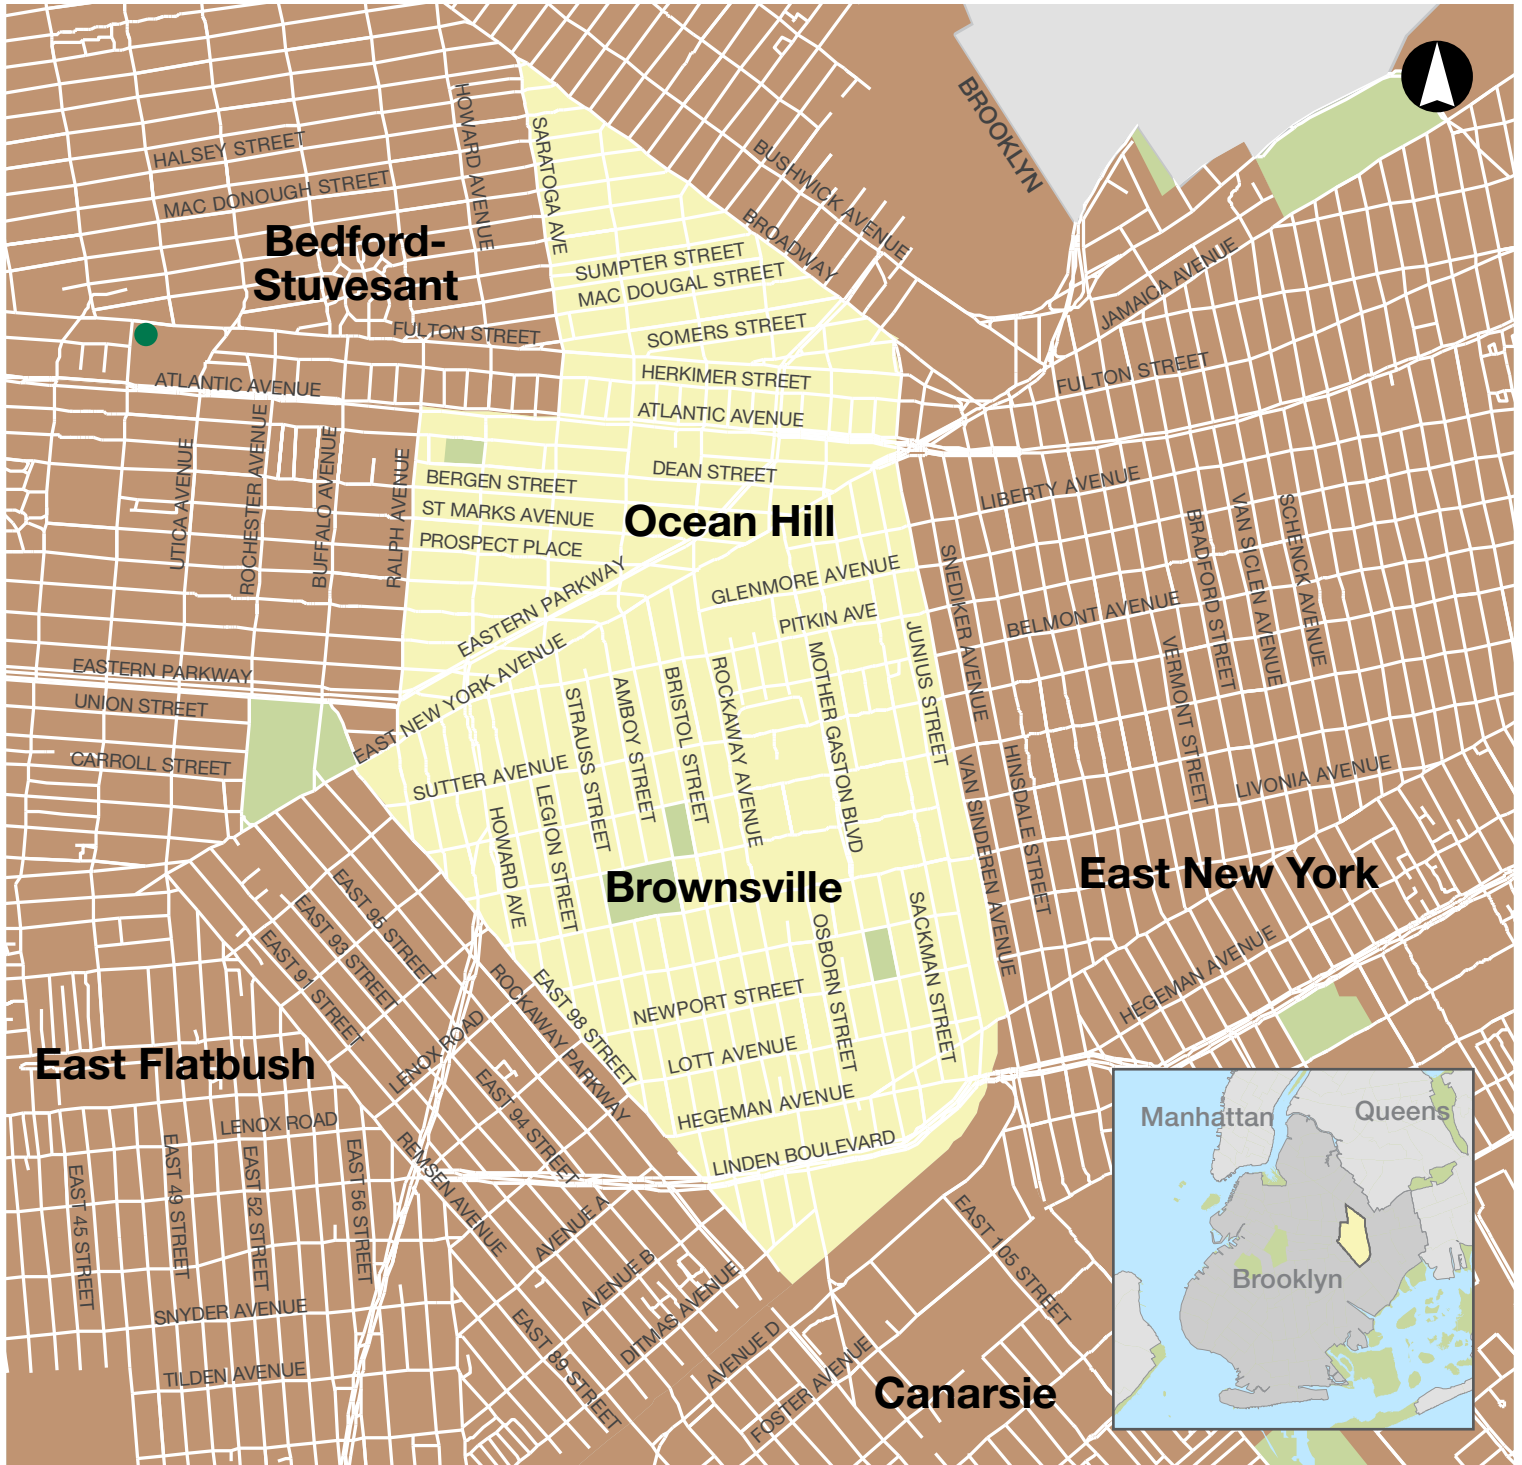 BROOKLYN
HOWARD AVENUE
SARATOGA AVE
HALSEY STREET
MAC DONOUGH STREET
BUSHWICK AVENUE
BROADWAY
Bedford-
Stuvesant
SUMPTER STREET
MAC DOUGAL STREET
JAMAICA AVENUE
FULTON STREET
SOMERS STREET
HERKIMER STREET
FULTON STREET
ATLANTIC AVENUE
ATLANTIC AVENUE
UTICA AVENUE
ROCHESTER AVENUE
BUFFALO AVENUE
RALPH AVENUE
BERGEN STREET
DEAN STREET
ST MARKS AVENUE
Ocean Hill
PROSPECT PLACE
LIBERTY AVENUE
BRADFORD STREET
VAN SICLEN AVENUE
SCHENCK AVENUE
EASTERN PARKWAY
GLENMORE AVENUE
SNEDIKER AVENUE
PITKIN AVE
BELMONT AVENUE
EAST NEW YORK AVENUE
JUNIUS STREET
VERMONT STREET
EASTERN PARKWAY
UNION STREET
CARROLL STREET
STRAUSS STREET
AMBOY STREET
BRISTOL STREET
ROCKAWAY AVENUE
MOTHER GASTON BLVD
SUTTER AVENUE
VAN SINDEREN AVENUE
HINSDALE STREET
LIVONIA AVENUE
HOWARD AVE
LEGION STREET
Brownsville
East New York
EAST 95 STREET
EAST 93 STREET
EAST 91 STREET
OSBORN STREET
SACKMAN STREET
ROCKAWAY PARKWAY
EAST 98 STREET
NEWPORT STREET
HEGEMAN AVENUE
LENOX ROAD
East Flatbush
LOTT AVENUE
EAST 94 STREET
HEGEMAN AVENUE
LENOX ROAD
LINDEN BOULEVARD
REMSEN AVENUE
EAST 45 STREET
EAST 49 STREET
EAST 52 STREET
EAST 56 STREET
AVENUE A
AVENUE B
EAST 105 STREET
SNYDER AVENUE
DITMAS AVENUE
EAST 89 STREET
AVENUE D
FOSTER AVENUE
TILDEN AVENUE
Canarsie
Manhattan
Queens
Brooklyn